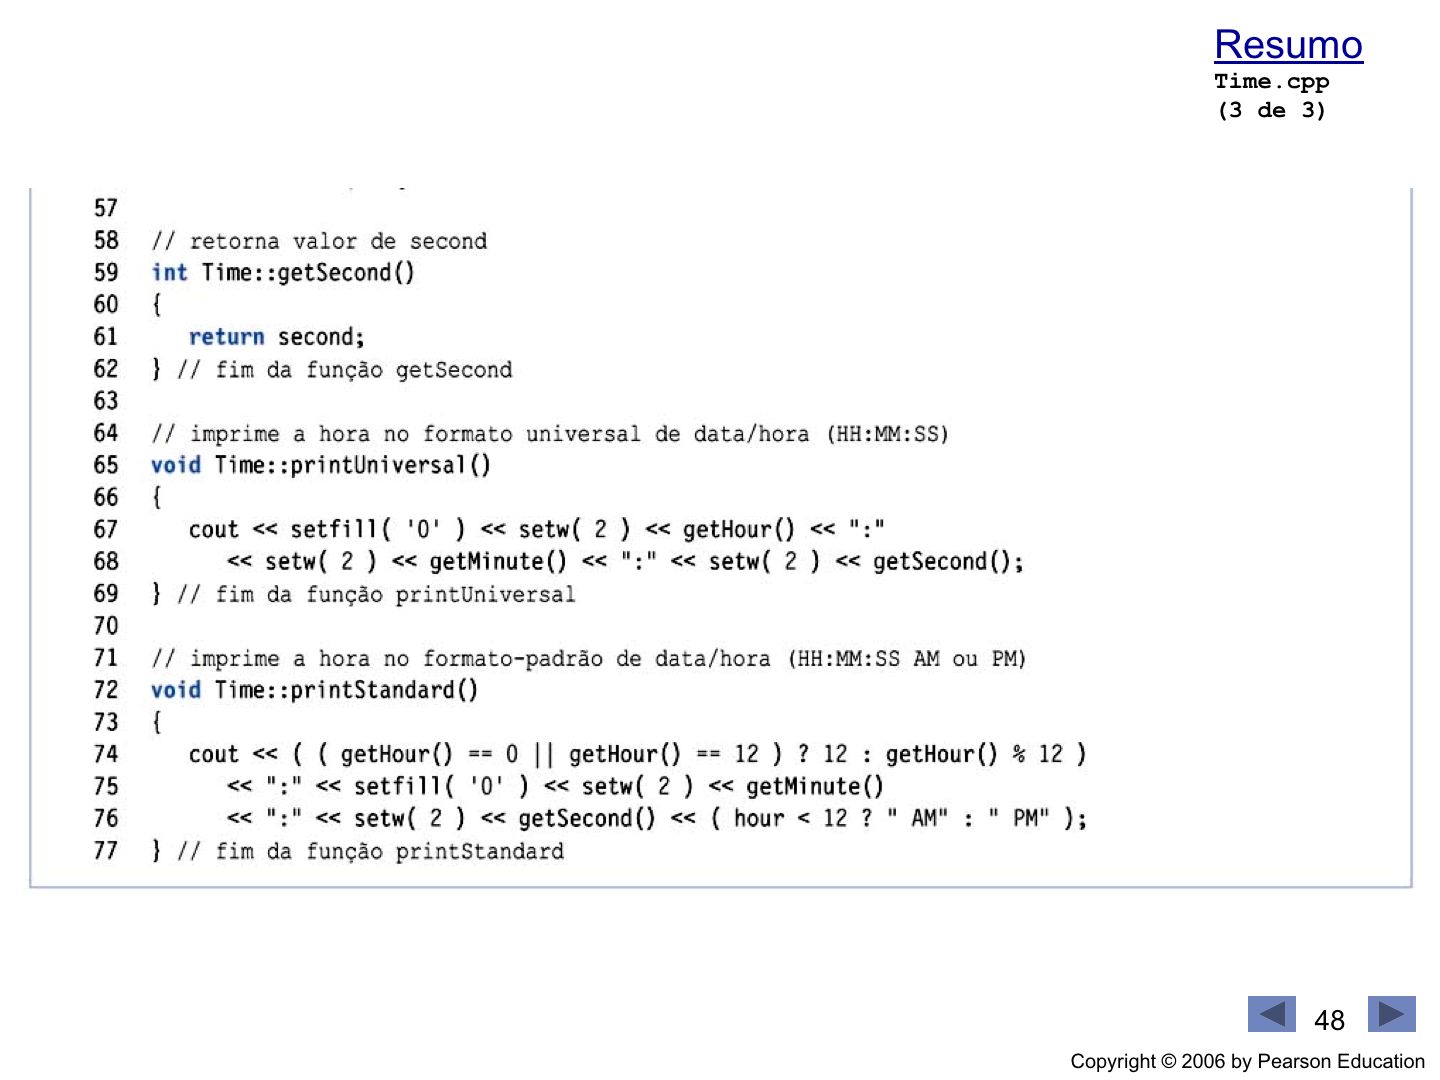 Resumo
Time.cpp
(3 de 3)
57
58 // retorna valor de second
59 int Time::getSecond()
60 {
61 return second;
62 } // fim da função getSecond
63
64 // imprime a hora no formato universal de data/hora (HH:MM:SS)
65 void Time::printUniversal()
66 {
67 cout << setfill( '0' ) << setw( 2 ) << getHour() << ":"
68 << setw( 2 ) << getMinute() << ":" << setw( 2 ) << getSecond();
69 } // fim da função printUniversal
70
71 // imprime a hora no formato-padrão de data/hora (HH:MM:SS AM ou PM)
72 void Time::printStandard()
73 {
74 cout << ( ( getHour() == 0 || getHour() == 12 ) ? 12 : getHour() % 12 )
75 << ":" << setfill( '0' ) << setw( 2 ) << getMinute()
76 << ":" << setw( 2 ) << getSecond() << ( hour < 12 ? " AM" : " PM" );
77 } // fim da função printStandard
48
Copyright © 2006 by Pearson Education